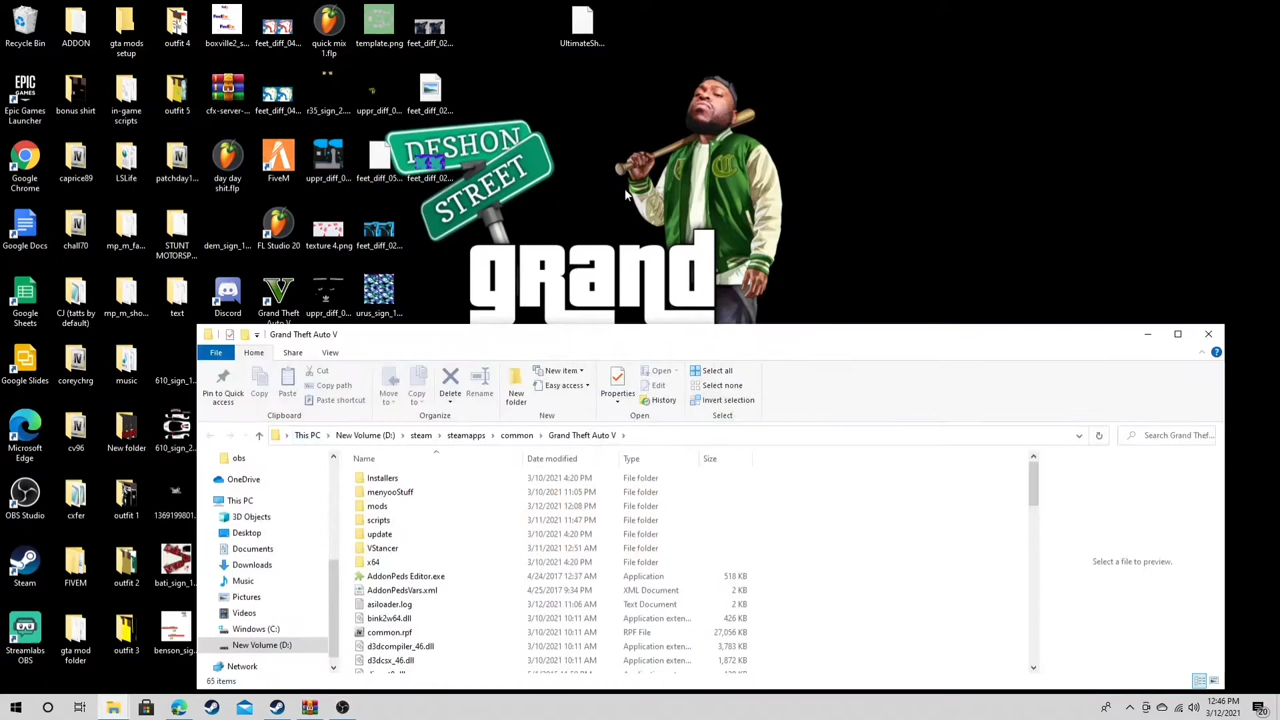 Recycle Bin
ADDON
gta mods
setup
outfit 4
boxville2_s...
feet_diff_04...
quick mix
1.flp
template.png
feet_diff_02...
UltimateSh...
Epic Games
Launcher
bonus shirt
in-game
scripts
outfit 5
cfx-server-...
feet_diff_04...
r35_sign_2....
uppr_diff_0...
feet_diff_02...
Google
Chrome
caprice89
LSLife
patchday1...
day day
shit.flp
FiveM
uppr_diff_0...
feet_diff_05...
feet_diff_02...
DESHON
STREET
Google Docs
chall70
mp_m_fa...
STUNT
MOTORSP...
dem_sign_1...
FL Studio 20
texture 4.png
feet_diff_02...
grand
Google
Sheets
CJ (tatts by
default)
mp_m_sho...
text
Discord
Grand Theft
Auto V
uppr_diff_0...
urus_sign_1...
Google Slides
coreychrg
music
610_sign_1...
Microsoft
Edge
cv96
New folder
610_sign_2...
OBS Studio
cxfer
outfit 1
1369199801...
Steam
FIVEM
outfit 2
bati_sign_1...
Streamlabs
OBS
gta mod
folder
outfit 3
benson_sig...
Grand Theft Auto V
File
Home
Share
View
Pin to Quick
access
Copy
Paste
Cut
Copy path
Paste shortcut
Clipboard
Move
to
Copy
to
Delete
Rename
Organize
New
folder
New item
Easy access
New
Properties
Open
Edit
History
Open
Select all
Select none
Invert selection
Select
This PC > New Volume (D:) > steam > steamapps > common > Grand Theft Auto V >
Search Grand Thef...
obs
OneDrive
This PC
3D Objects
Desktop
Documents
Downloads
Music
Pictures
Videos
Windows (C:)
New Volume (D:)
Network
Name Date modified Type Size
Installers 3/10/2021 4:20 PM File folder
menyooStuff 3/10/2021 11:05 PM File folder
mods 3/12/2021 12:08 PM File folder
scripts 3/11/2021 11:47 PM File folder
update 3/10/2021 4:20 PM File folder
VStancer 3/11/2021 12:51 AM File folder
x64 3/10/2021 4:20 PM File folder
AddonPeds Editor.exe 4/24/2017 12:37 AM Application 518 KB
AddonPedsVars.xml 4/25/2017 9:34 PM XML Document 2 KB
asiloader.log 3/12/2021 11:06 AM Text Document 2 KB
bink2w64.dll 3/10/2021 10:11 AM Application exten... 426 KB
common.rpf 3/10/2021 10:11 AM RPF File 27,056 KB
d3dcompiler_46.dll 3/10/2021 10:11 AM Application exten... 3,783 KB
d3dcsx_46.dll 3/10/2021 10:11 AM Application exten... 1,872 KB
Select a file to preview.
65 items
12:46 PM
3/12/2021
20